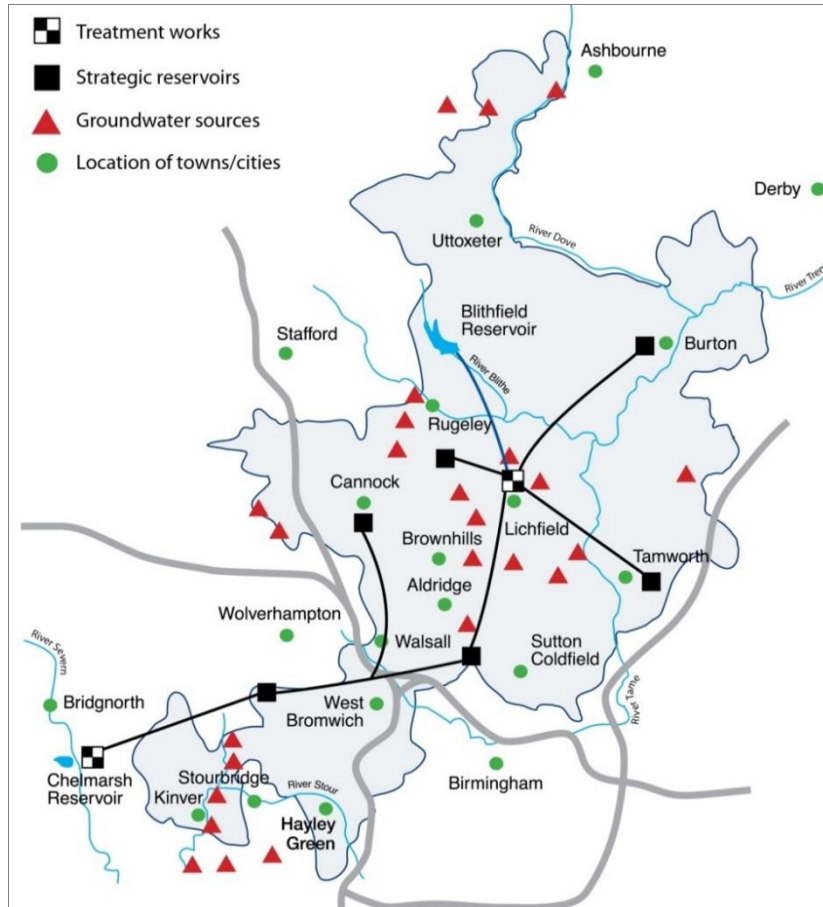 Treatment works
Strategic reservoirs
Groundwater sources
Location of towns/cities
Ashbourne
Derby
Uttoxeter
River Dove
River Tren
Blithfield
Reservoir
Stafford
River Blithe
Burton
Rugeley
Cannock
Lichfield
Brownhills
Tamworth
Aldridge
Wolverhampton
Walsall
Sutton
Coldfield
River Severn
River Tame
Bridgnorth
West
Bromwich
Chelmarsh
Reservoir
Stourbridge
River Stour
Birmingham
Kinver
Hayley
Green